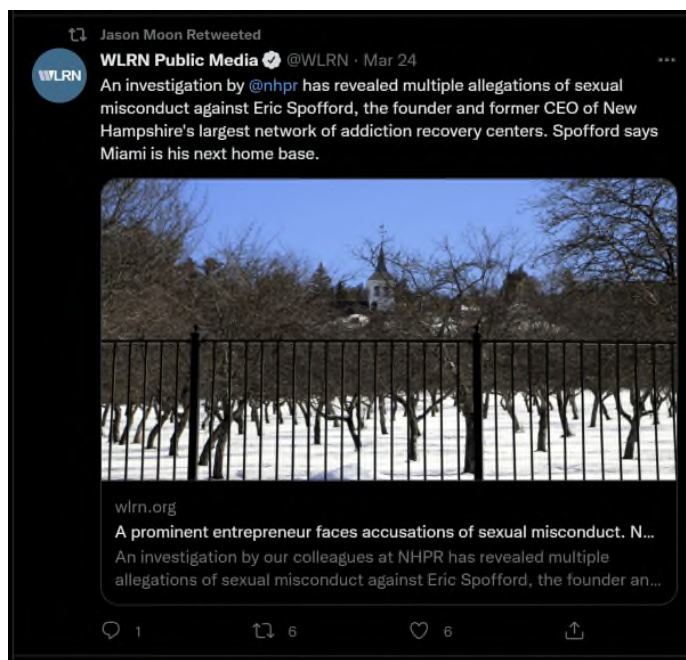 Jason Moon Retweeted
WLRN Public Media @WLRN · Mar 24
WLRN
An investigation by @nhpr has revealed multiple allegations of sexual
misconduct against Eric Spofford, the founder and former CEO of New
Hampshire's largest network of addiction recovery centers. Spofford says
Miami is his next home base.
wlrn.org
A prominent entrepreneur faces accusations of sexual misconduct. N...
An investigation by our colleagues at NHPR has revealed multiple
allegations of sexual misconduct against Eric Spofford, the founder an...
1 6 6